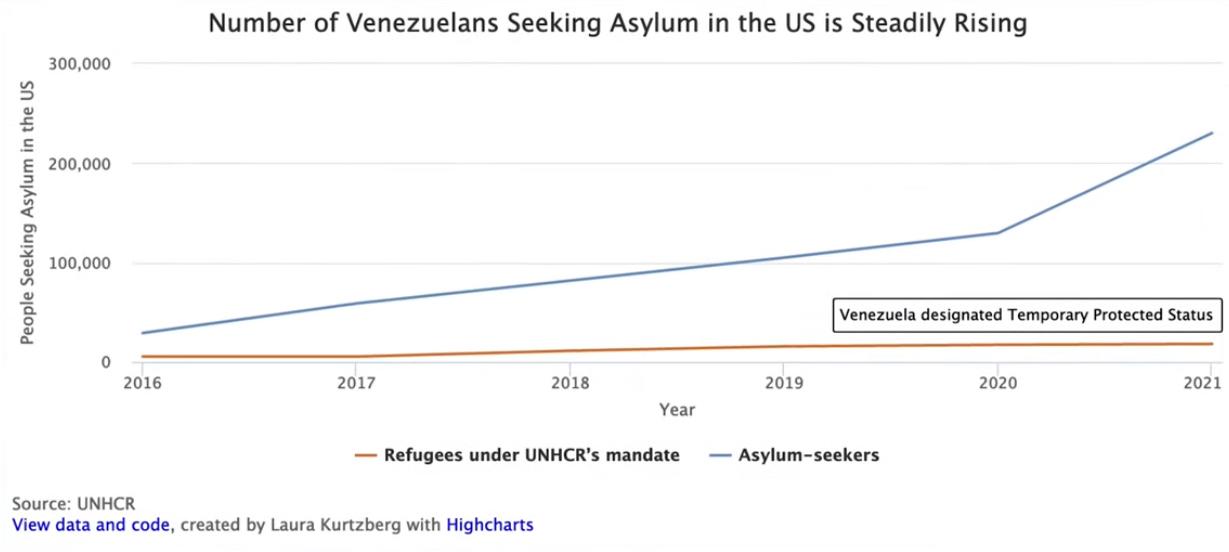 Number of Venezuelans Seeking Asylum in the US is Steadily Rising
People Seeking Asylum in the US
300,000
200,000
100,000
0
Venezuela designated Temporary Protected Status
2016 2017 2018 2019 2020 2021
Year
Refugees under UNHCR's mandate Asylum-seekers
Source: UNHCR
View data and code, created by Laura Kurtzberg with Highcharts